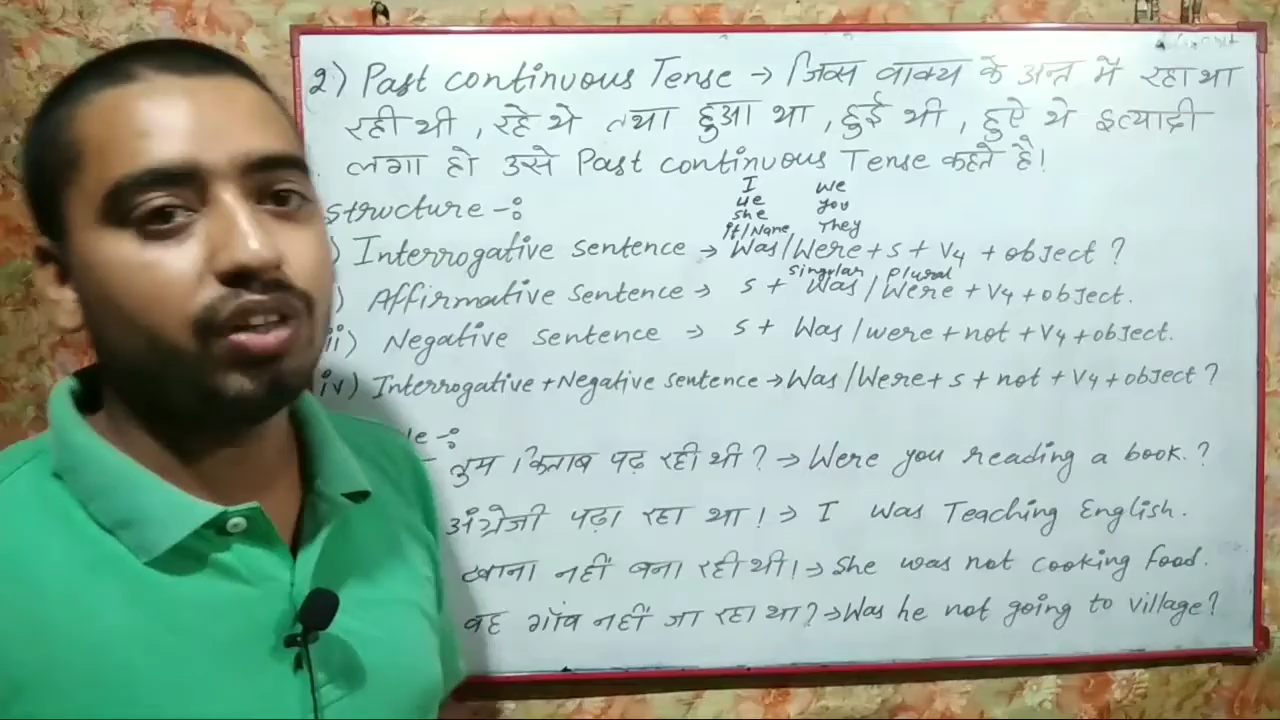 2) Past continuous Tense → जिस वाक्य के अन्त में रहा था
रही थी , रहे थे तथा हुआ था , हुई थी , हुऐ थे इत्यादी
लगा हो उसे Past continuous Tense कहते है!
structure -:
I We
He you
she They
it/Name
) Interrogative sentence → Was/Were + s + V4 + object ?
singular plural
) Affirmative sentence → s + Was/Were + V4 + object.
ii) Negative sentence → s + Was/were + not + V4 + object.
iv) Interrogative + Negative sentence → Was/Were + s + not + V4 + object ?
le -:
तुम किताब पढ़ रही थी ? → Were you reading a book. ?
अंग्रेजी पढ़ा रहा था ! → I was Teaching English.
खाना नहीं बना रही थी। → She was not cooking food.
वह गाँव नहीं जा रहा था ? → Was he not going to village?